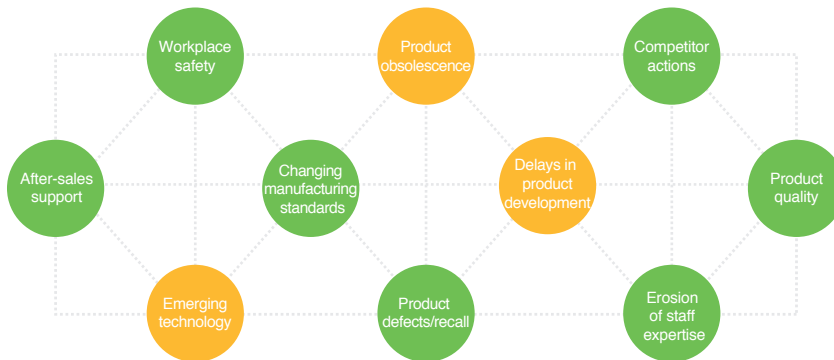 Workplace
safety
Product
obsolescence
Competitor
actions
After-sales
support
Changing
manufacturing
standards
Delays in
product
development
Product
quality
Emerging
technology
Product
defects/recall
Erosion
of staff
expertise